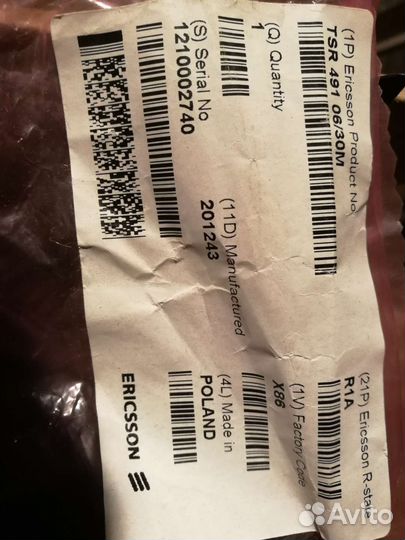 (1P) Ericsson Product No
TSR 491 06/30M
(21P) Ericsson R-state
R1A
(Q) Quantity
1
(1V) Factory Code
X86
(S) Serial No
1210002740
(11D) Manufactured
201243
(4L) Made in
POLAND
ERICSSON
Avito